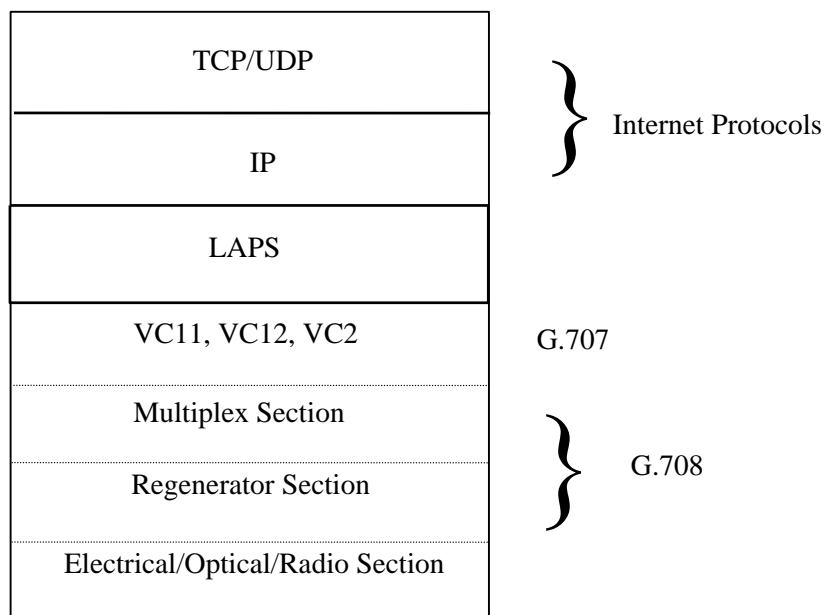 TCP/UDP
Internet Protocols
IP
LAPS
VC11, VC12, VC2
G.707
Multiplex Section
G.708
Regenerator Section
Electrical/Optical/Radio Section